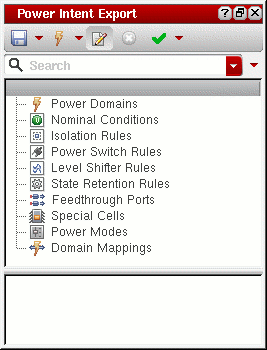 Power Intent Export
Search
Power Domains
Nominal Conditions
Isolation Rules
Power Switch Rules
Level Shifter Rules
State Retention Rules
Feedthrough Ports
Special Cells
Power Modes
Domain Mappings